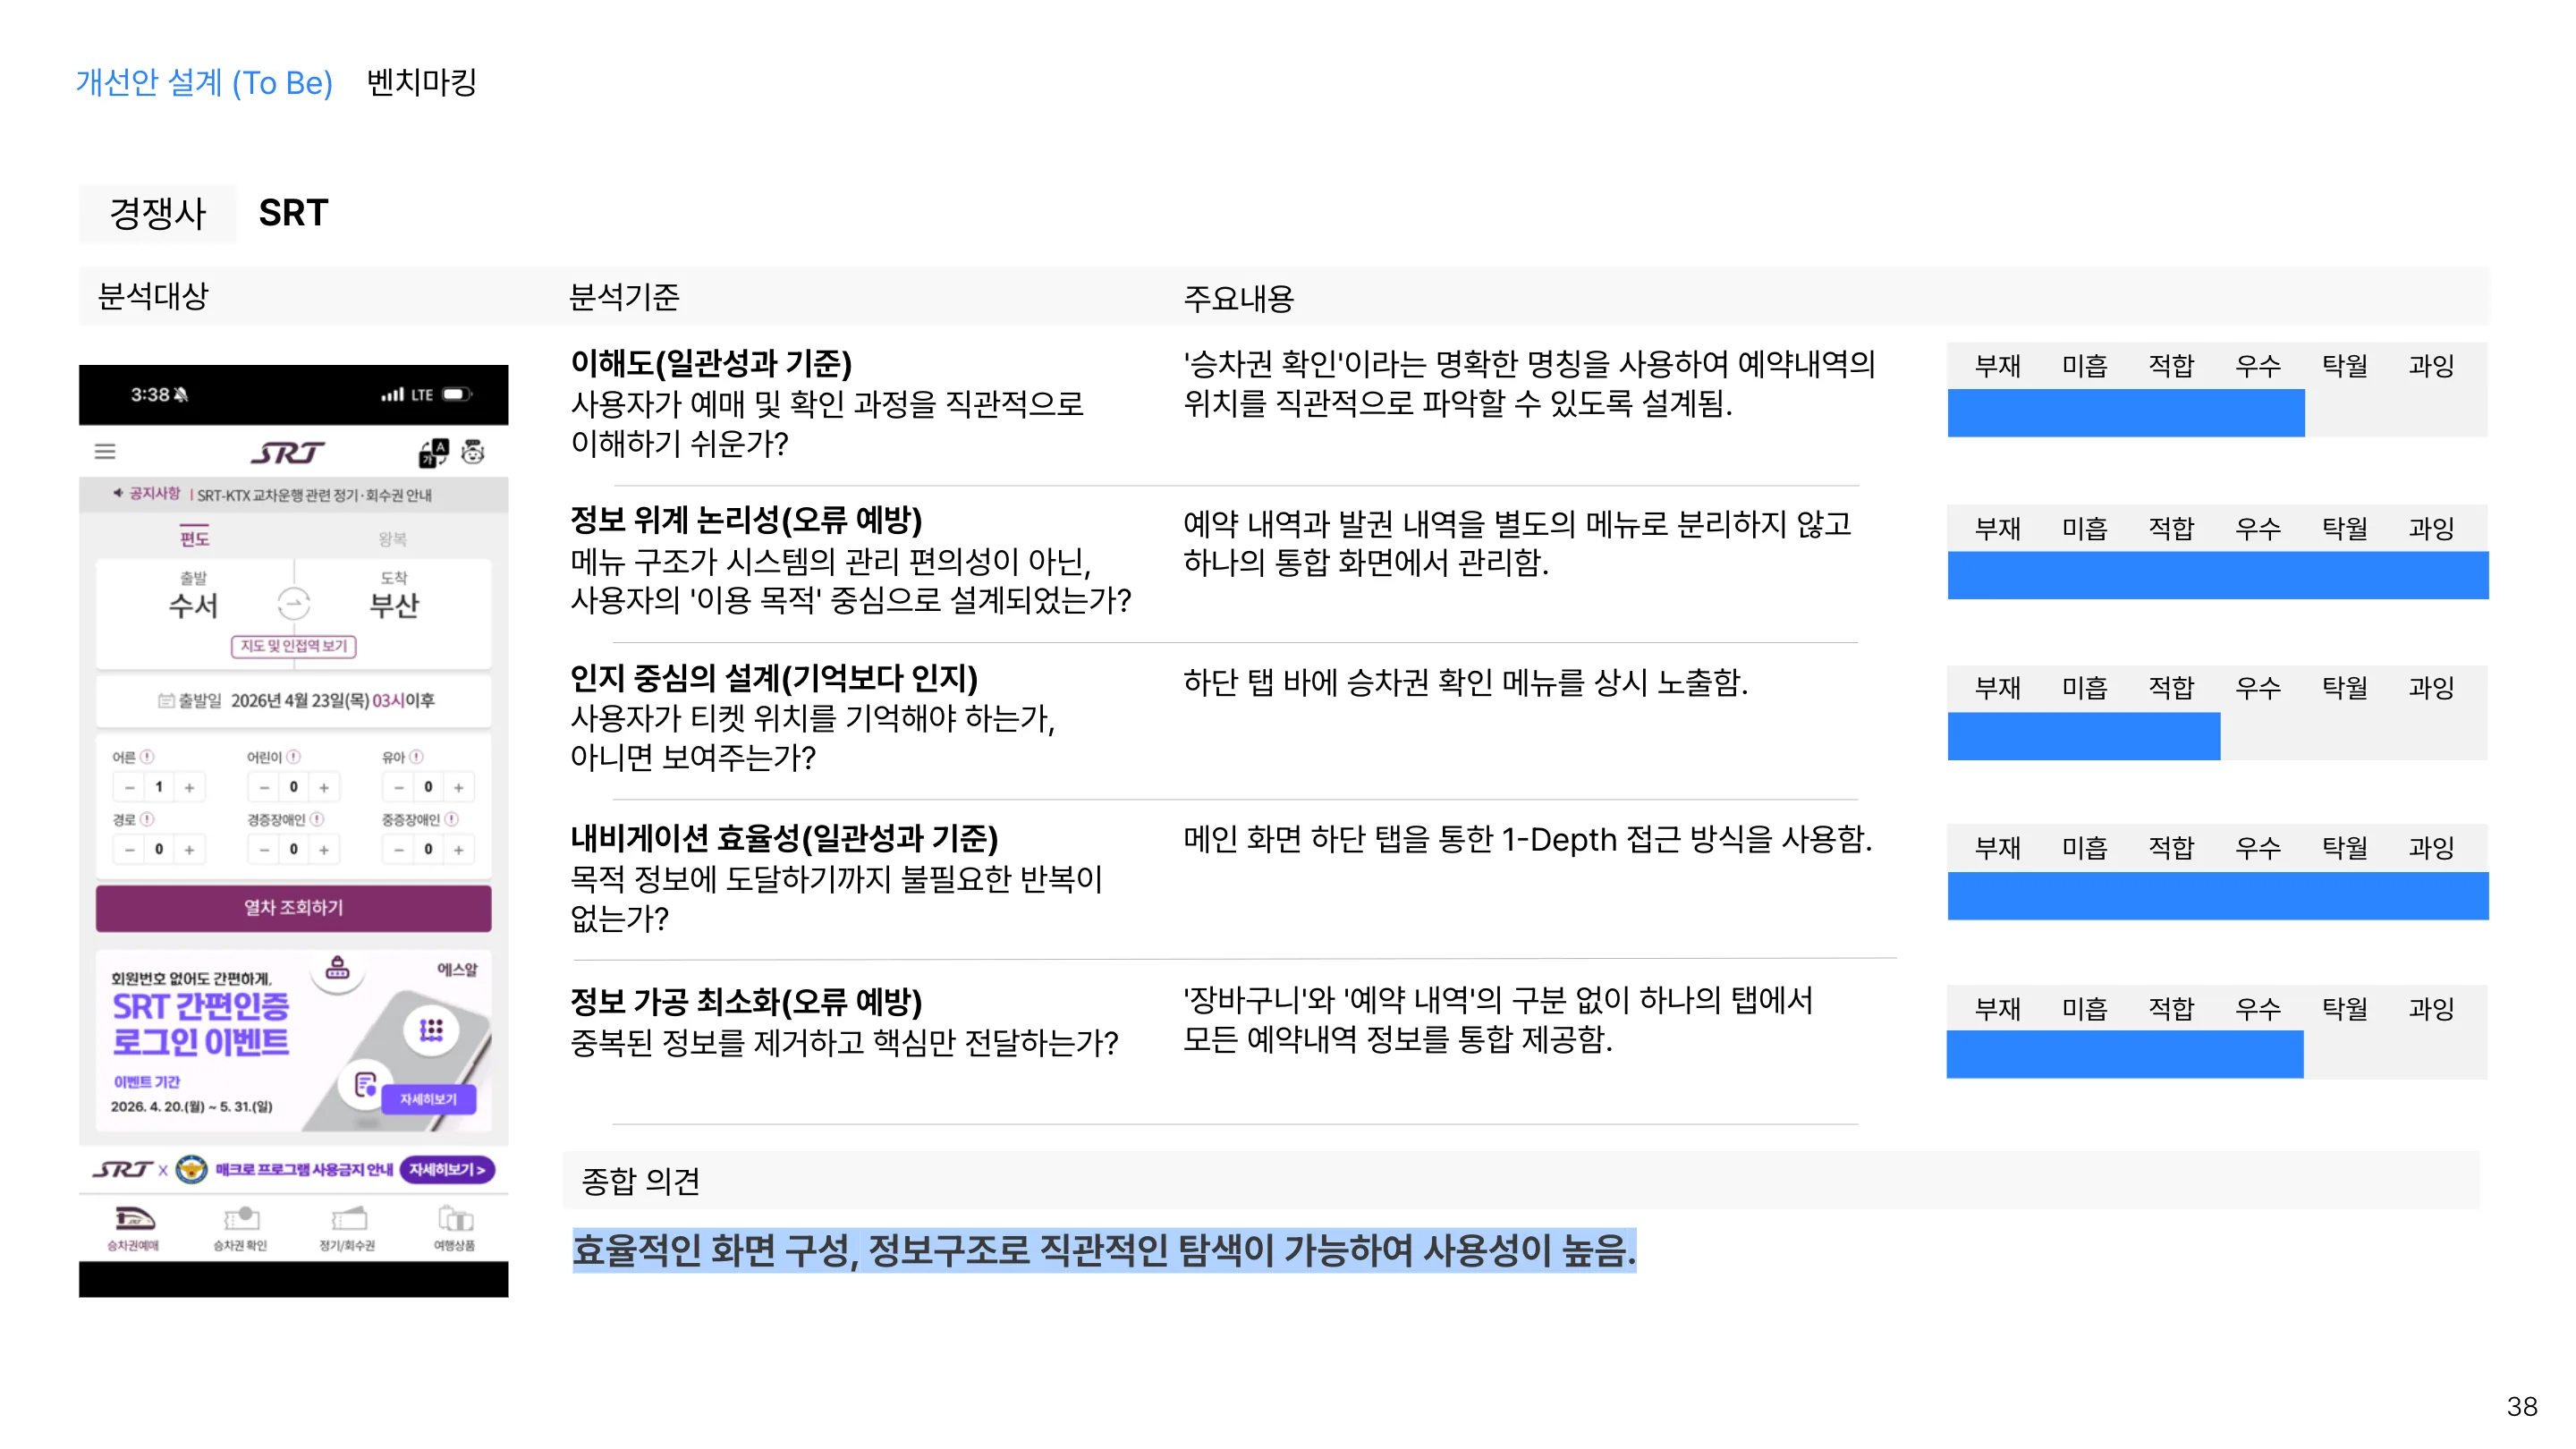 개선안 설계 (To Be) 벤치마킹
경쟁사 SRT
분석대상 분석기준 주요내용
3:38 LTE
SRT
공지사항 | SRT-KTX 교차운행 관련 정기·회수권 안내
편도 왕복
출발 도착
수서 부산
지도 및 인접역 보기
출발일 2026년 4월 23일(목) 03시이후
어른 어린이 유아
− 1 + − 0 + − 0 +
경로 경증장애인 중증장애인
− 0 + − 0 + − 0 +
열차 조회하기
에스알
회원번호 없어도 간편하게,
SRT 간편인증
로그인 이벤트
이벤트 기간
2026. 4. 20.(월) ~ 5. 31.(일)
자세히보기
SRT x 매크로 프로그램 사용금지 안내 자세히보기 >
승차권예매 승차권 확인 정기/회수권 여행상품
이해도(일관성과 기준)
사용자가 예매 및 확인 과정을 직관적으로
이해하기 쉬운가?
'승차권 확인'이라는 명확한 명칭을 사용하여 예약내역의
위치를 직관적으로 파악할 수 있도록 설계됨.
부재 미흡 적합 우수 탁월 과잉
정보 위계 논리성(오류 예방)
메뉴 구조가 시스템의 관리 편의성이 아닌,
사용자의 '이용 목적' 중심으로 설계되었는가?
예약 내역과 발권 내역을 별도의 메뉴로 분리하지 않고
하나의 통합 화면에서 관리함.
부재 미흡 적합 우수 탁월 과잉
인지 중심의 설계(기억보다 인지)
사용자가 티켓 위치를 기억해야 하는가,
아니면 보여주는가?
하단 탭 바에 승차권 확인 메뉴를 상시 노출함.
부재 미흡 적합 우수 탁월 과잉
내비게이션 효율성(일관성과 기준)
목적 정보에 도달하기까지 불필요한 반복이
없는가?
메인 화면 하단 탭을 통한 1-Depth 접근 방식을 사용함.
부재 미흡 적합 우수 탁월 과잉
정보 가공 최소화(오류 예방)
중복된 정보를 제거하고 핵심만 전달하는가?
'장바구니'와 '예약 내역'의 구분 없이 하나의 탭에서
모든 예약내역 정보를 통합 제공함.
부재 미흡 적합 우수 탁월 과잉
종합 의견
효율적인 화면 구성, 정보구조로 직관적인 탐색이 가능하여 사용성이 높음.
38